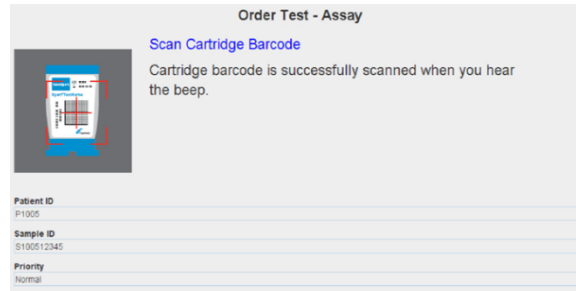 Order Test - Assay
Scan Cartridge Barcode
Cartridge barcode is successfully scanned when you hear
the beep.
Patient ID
P1005
Sample ID
S100512345
Priority
Normal